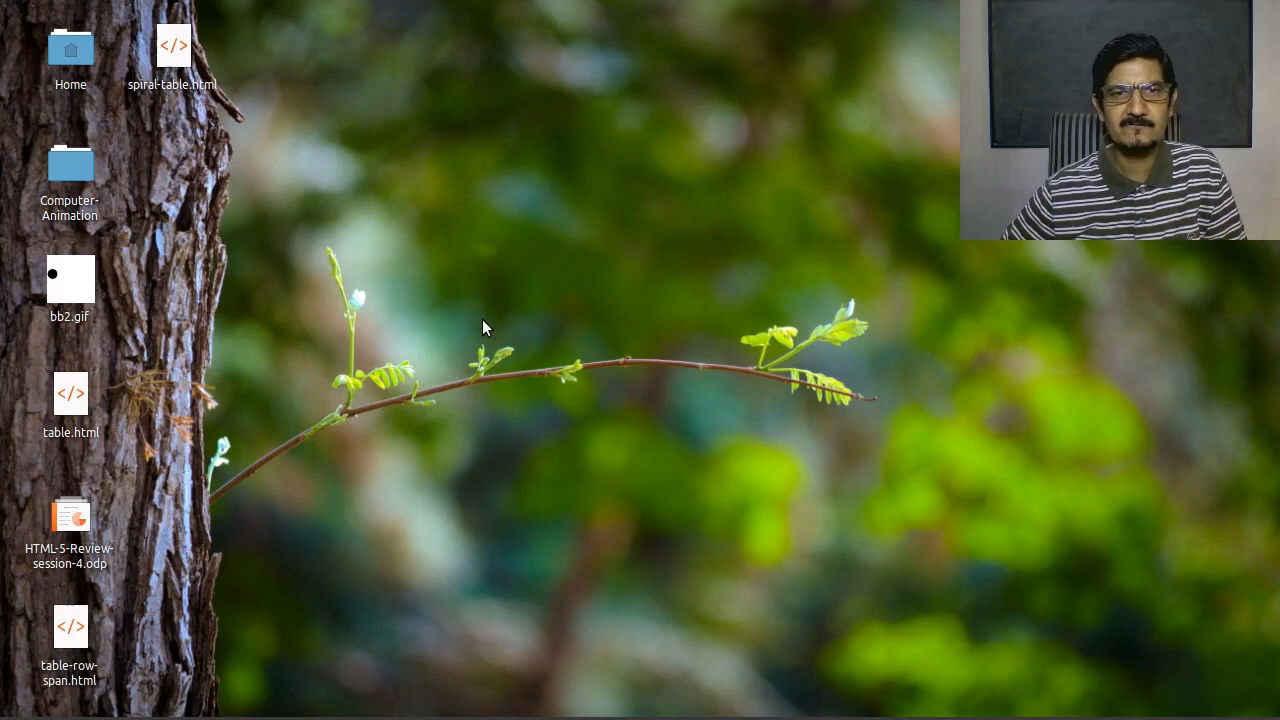 Home
spiral-table.html
Computer-
Animation
bb2.gif
table.html
HTML-5-Review-
session-4.odp
table-row-
span.html